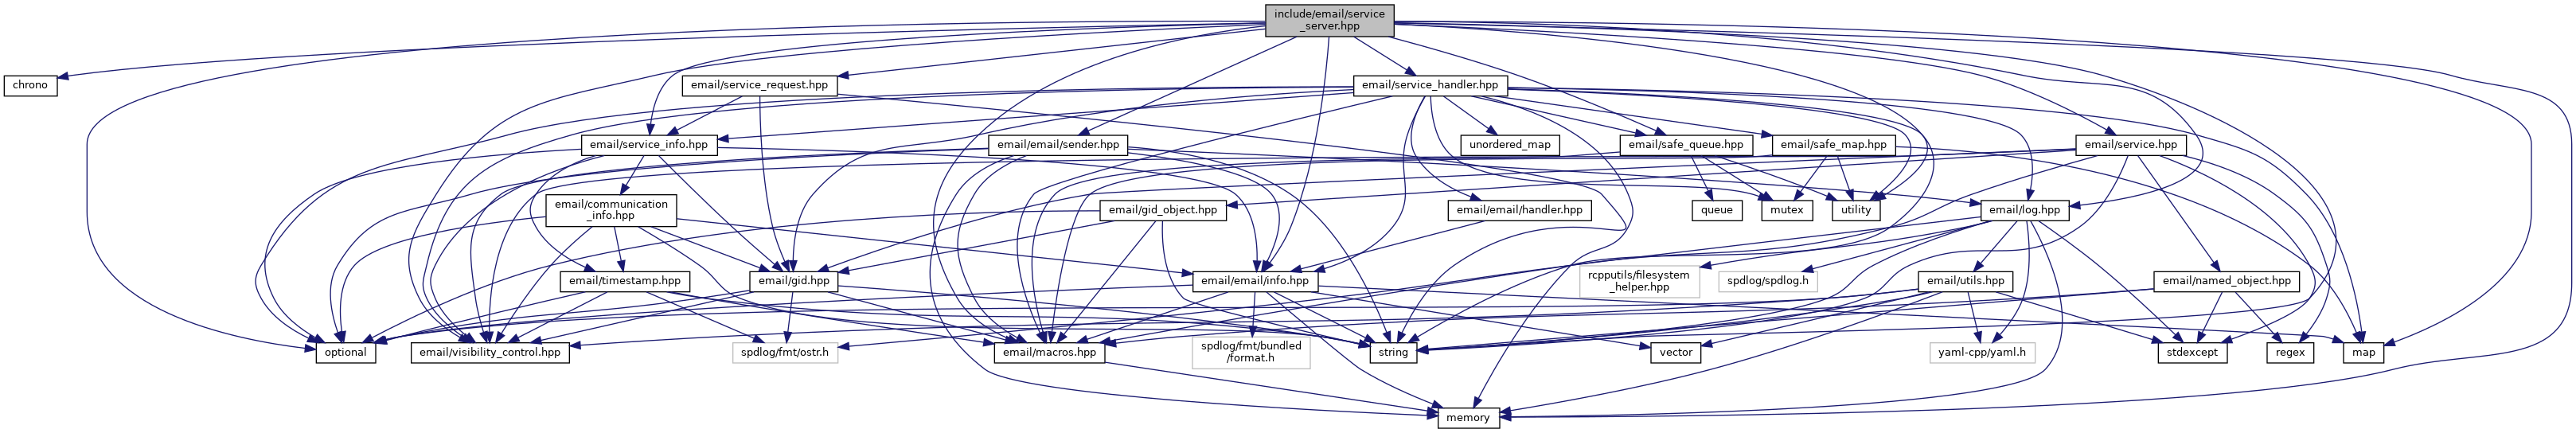 include/email/service
_server.hpp
chrono
email/service_request.hpp
email/service_handler.hpp
email/service_info.hpp
email/email/sender.hpp
unordered_map
email/safe_queue.hpp
email/safe_map.hpp
email/service.hpp
email/communication
_info.hpp
email/gid_object.hpp
email/email/handler.hpp
queue
mutex
utility
email/log.hpp
email/timestamp.hpp
email/gid.hpp
email/email/info.hpp
rcpputils/filesystem
_helper.hpp
spdlog/spdlog.h
email/utils.hpp
email/named_object.hpp
optional
email/visibility_control.hpp
spdlog/fmt/ostr.h
email/macros.hpp
spdlog/fmt/bundled
/format.h
string
vector
yaml-cpp/yaml.h
stdexcept
regex
map
memory